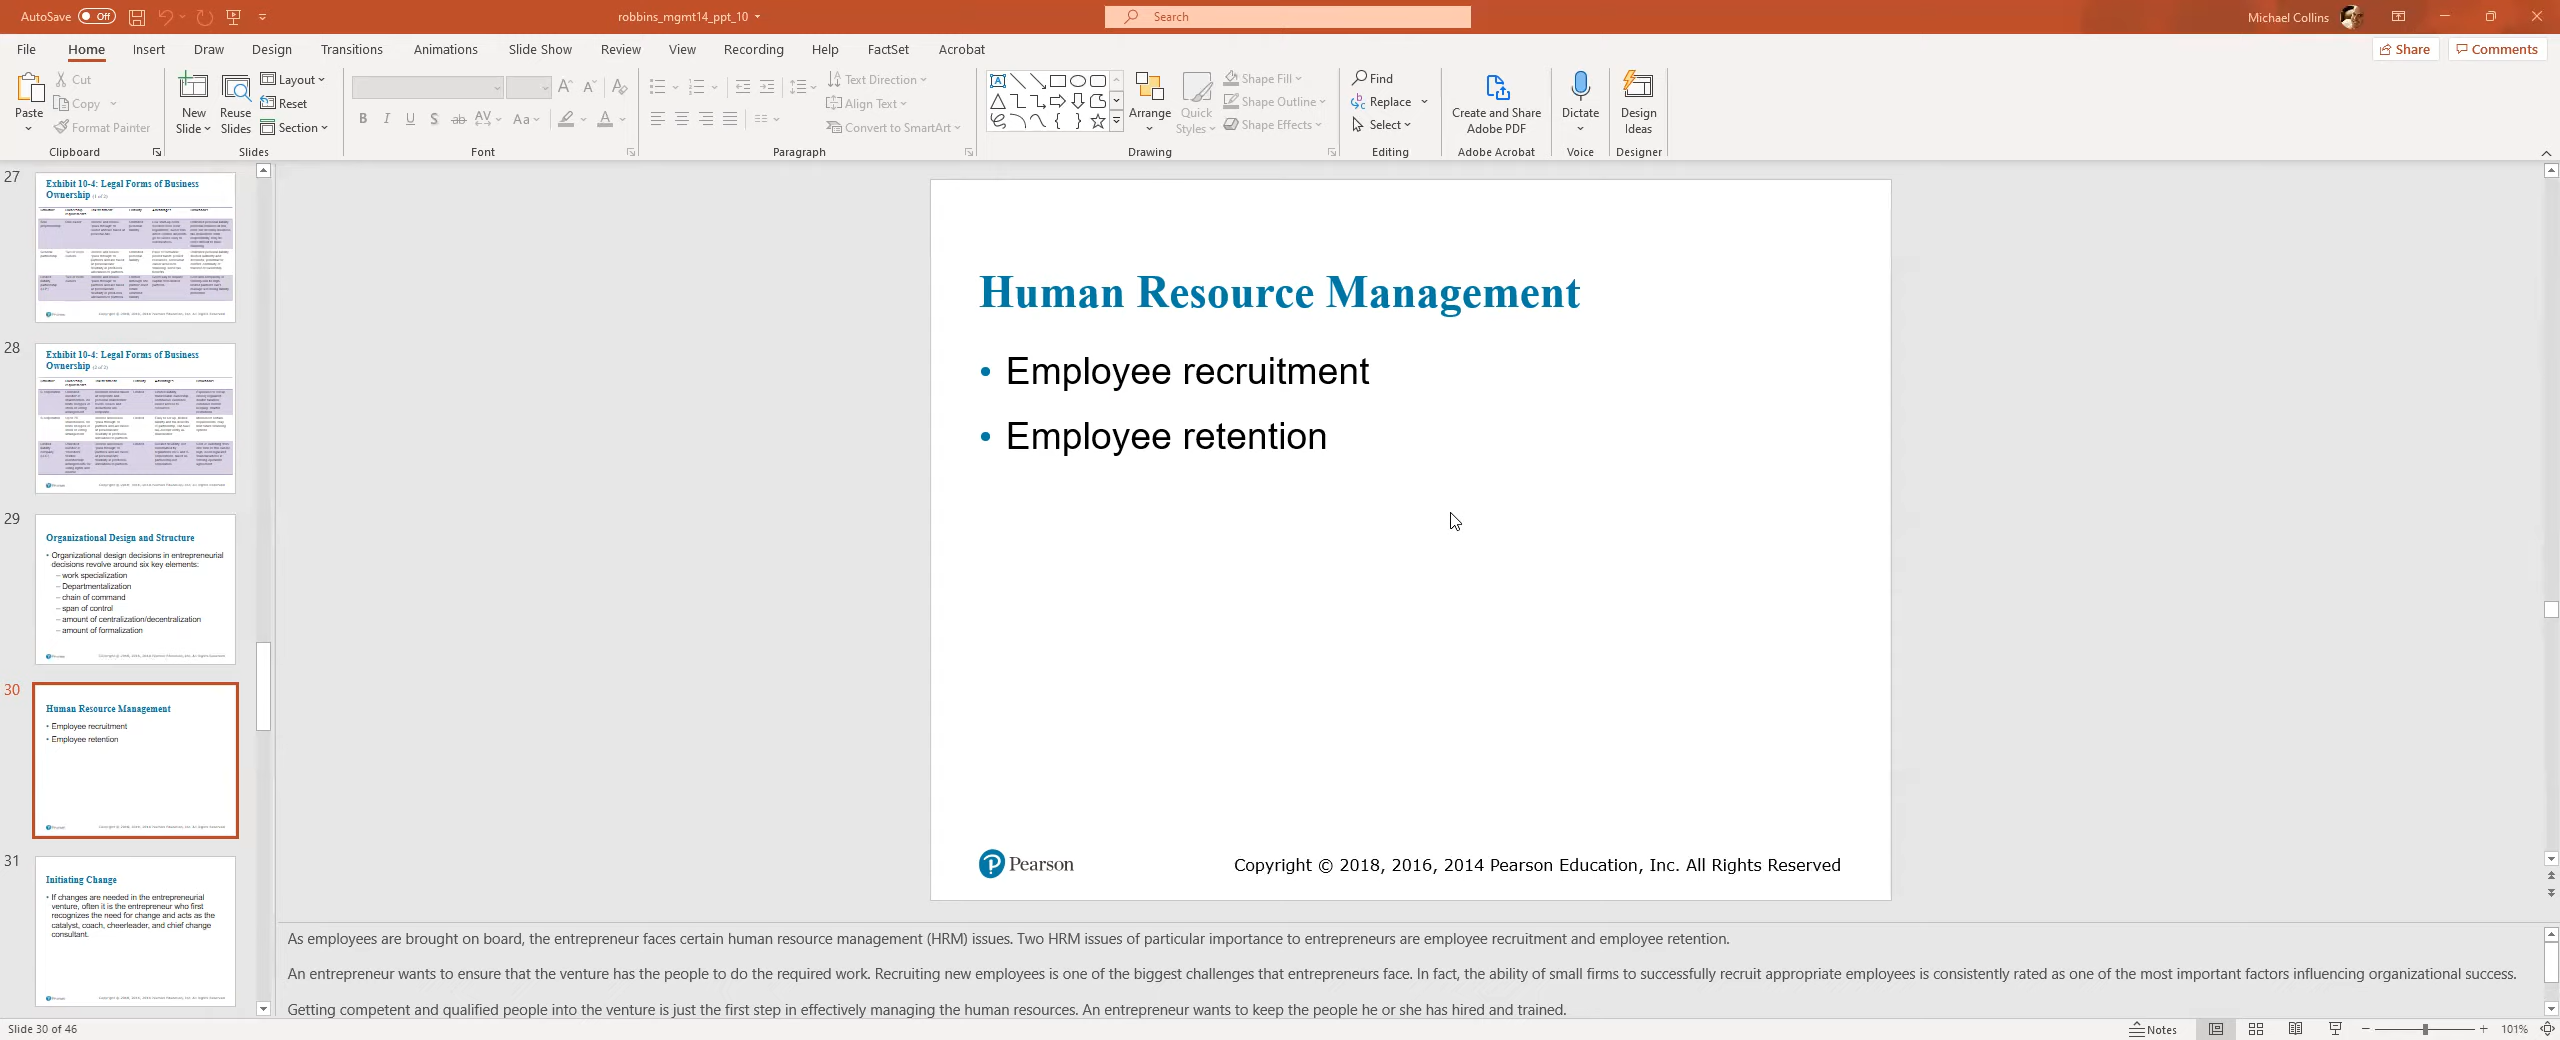 AutoSave Off
robbins_mgmt14_ppt_10
Search
Michael Collins
File Home Insert Draw Design Transitions Animations Slide Show Review View Recording Help FactSet Acrobat
Share Comments
Paste
Cut
Copy
Format Painter
Clipboard
New Slide
Reuse Slides
Layout
Reset
Section
Slides
B I U S ab AV Aa A
Font
Text Direction
Align Text
Convert to SmartArt
Paragraph
Arrange
Quick Styles
Shape Fill
Shape Outline
Shape Effects
Drawing
Find
Replace
Select
Editing
Create and Share
Adobe PDF
Adobe Acrobat
Dictate
Voice
Design
Ideas
Designer
27
Exhibit 10-4: Legal Forms of Business
Ownership (1 of 2)
28
Exhibit 10-4: Legal Forms of Business
Ownership (2 of 2)
29
Organizational Design and Structure
• Organizational design decisions in entrepreneurial
decisions revolve around six key elements:
– work specialization
– Departmentalization
– chain of command
– span of control
– amount of centralization/decentralization
– amount of formalization
30
Human Resource Management
• Employee recruitment
• Employee retention
31
Initiating Change
• If changes are needed in the entrepreneurial
venture, often it is the entrepreneur who first
recognizes the need for change and acts as the
catalyst, coach, cheerleader, and chief change
consultant.
Human Resource Management
• Employee recruitment
• Employee retention
Pearson
Copyright © 2018, 2016, 2014 Pearson Education, Inc. All Rights Reserved
As employees are brought on board, the entrepreneur faces certain human resource management (HRM) issues. Two HRM issues of particular importance to entrepreneurs are employee recruitment and employee retention.
An entrepreneur wants to ensure that the venture has the people to do the required work. Recruiting new employees is one of the biggest challenges that entrepreneurs face. In fact, the ability of small firms to successfully recruit appropriate employees is consistently rated as one of the most important factors influencing organizational success.
Getting competent and qualified people into the venture is just the first step in effectively managing the human resources. An entrepreneur wants to keep the people he or she has hired and trained.
Slide 30 of 46
Notes
101%